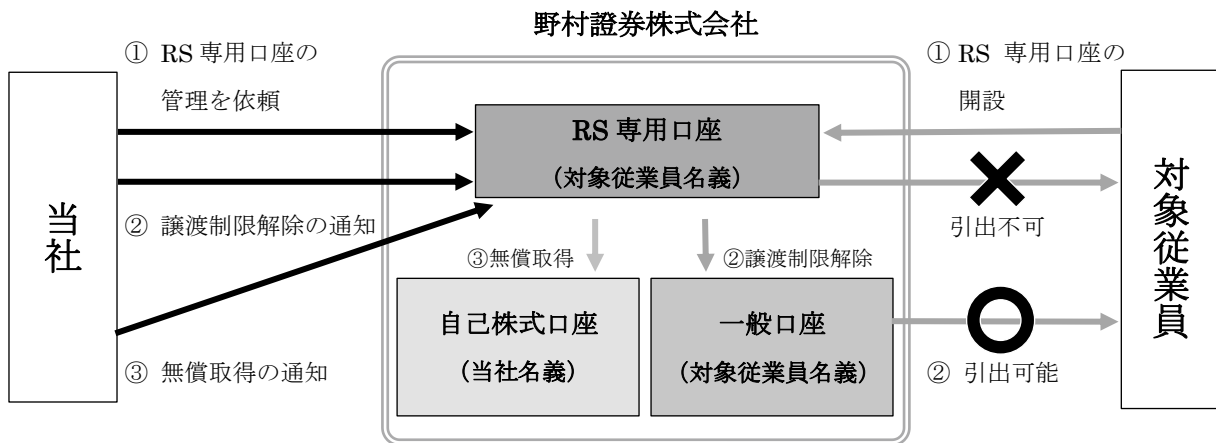 野村證券株式会社
① RS専用口座の
管理を依頼
① RS 専用口座の
開設
RS専用口座
(対象従業員名義)
当社
対象従業員
② 譲渡制限解除の通知
引出不可
③無償取得
②譲渡制限解除
自己株式口座
(当社名義)
一般口座
(対象従業員名義)
③ 無償取得の通知
② 引出可能